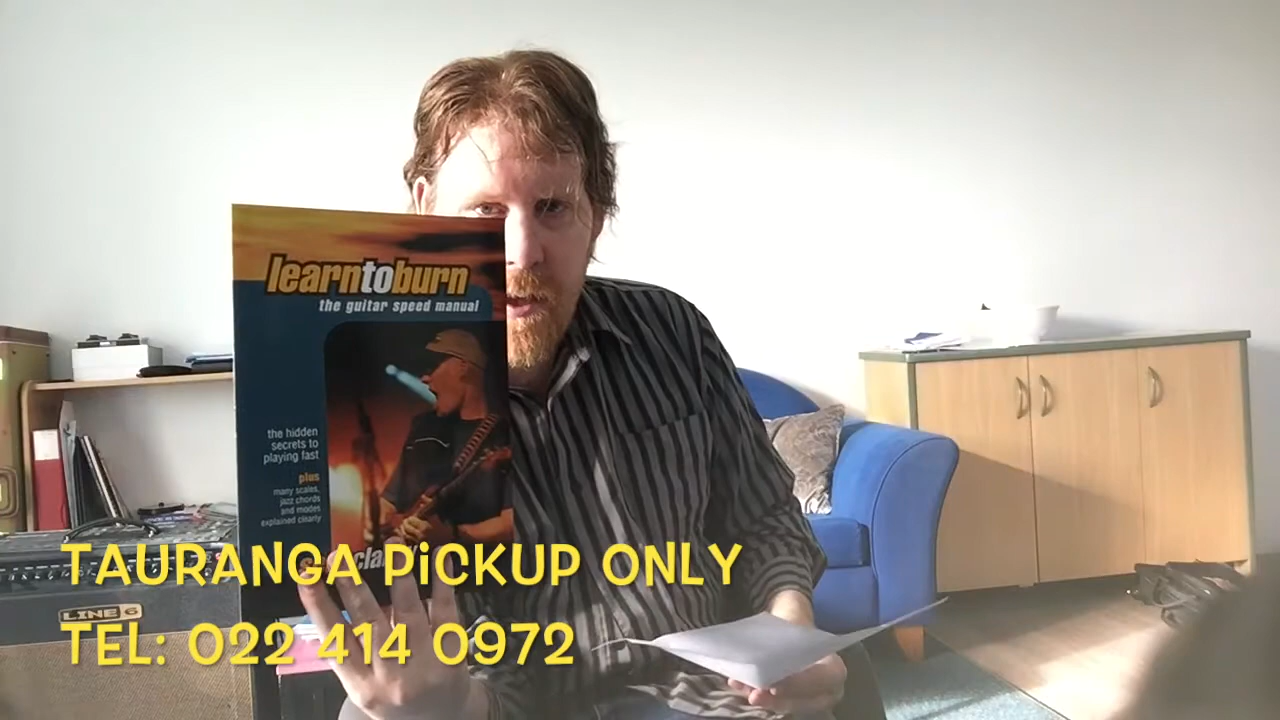 learntoburn
the guitar speed manual
the hidden
secrets to
playing fast
plus
many scales,
jazz chords
and modes
explained clearly
TAURANGA PICKUP ONLY
LINE 6
TEL: 022 414 0972